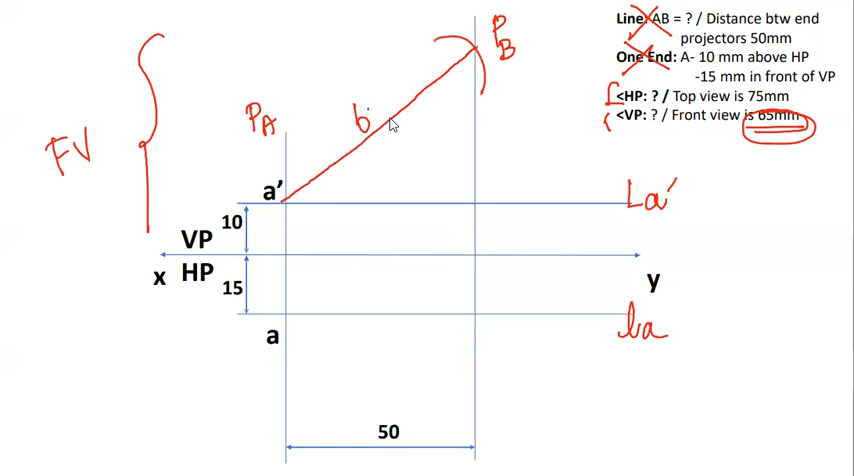 Line: AB = ? / Distance btw end
projectors 50mm
One End: A- 10 mm above HP
-15 mm in front of VP
<HP: ? / Top view is 75mm
<VP: ? / Front view is 65mm
PB
PA
b'
FV
a'
La'
10
VP
x
HP
y
15
a
la
50